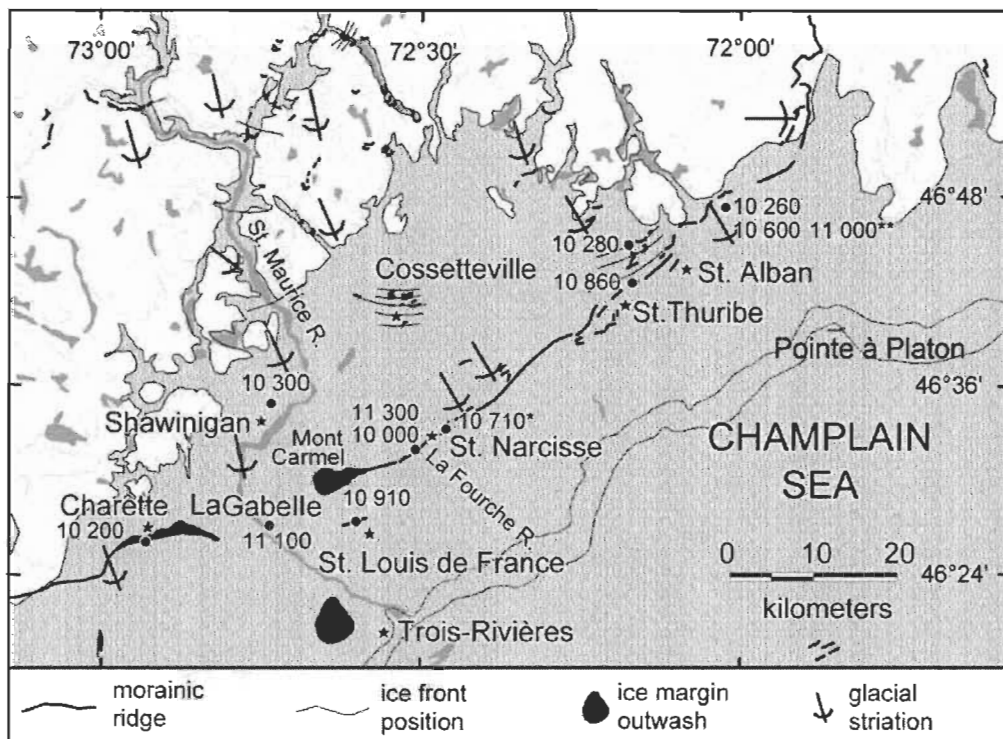 73°00'
72°30'
72°00'
46°48'
10 260
10 600 11 000**
10 280
St. Maurice R.
Cossetteville
St. Alban
10 860
St.Thuribe
Pointe à Platon
46°36'
10 300
11 300
10 710*
Shawinigan
10 000
St. Narcisse
CHAMPLAIN
SEA
Mont
Carmel
La Fourche R.
10 910
Charette
LaGabelle
10 200
11 100
0 10 20
St. Louis de France
46°24'
kilometers
Trois-Rivières
morainic
ridge
ice front
position
ice margin
outwash
glacial
striation